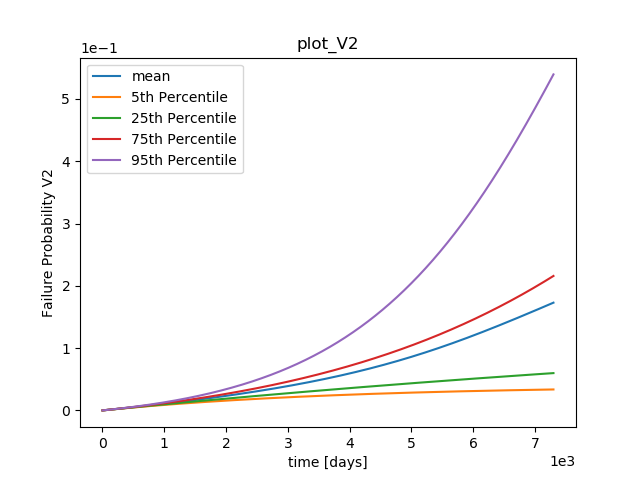 plot_V2
1e−1
mean
5th Percentile
25th Percentile
75th Percentile
95th Percentile
Failure Probability V2
5
4
3
2
1
0
0 1 2 3 4 5 6 7
1e3
time [days]